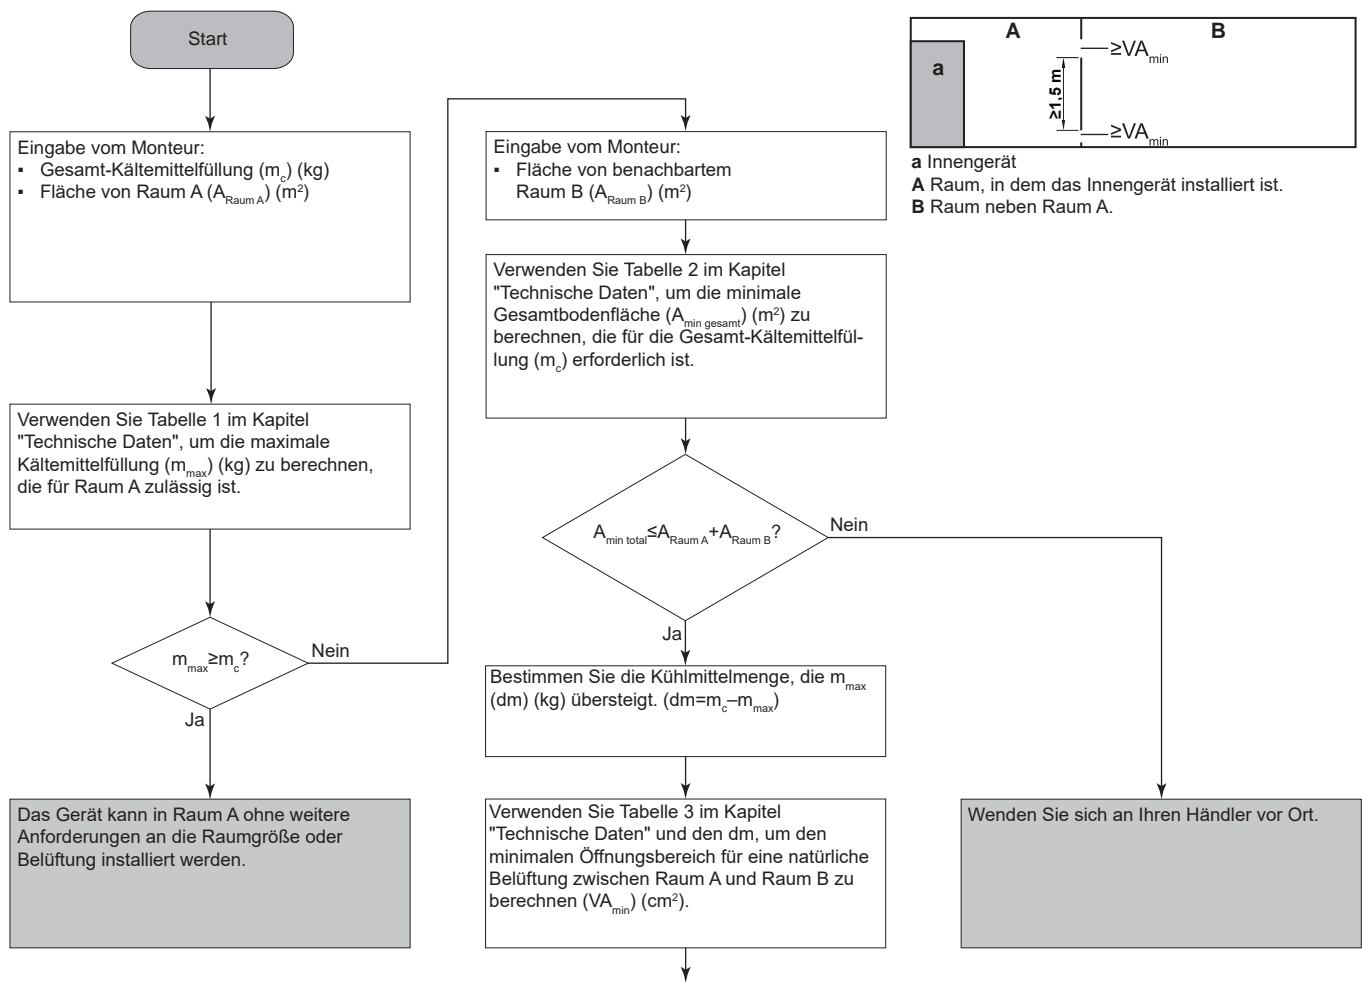 Start
Eingabe vom Monteur:
▪ Gesamt-Kältemittelfüllung (mc) (kg)
▪ Fläche von Raum A (ARaum A) (m²)
Verwenden Sie Tabelle 1 im Kapitel
"Technische Daten", um die maximale
Kältemittelfüllung (mmax) (kg) zu berechnen,
die für Raum A zulässig ist.
mmax≥mc?
Nein
Ja
Das Gerät kann in Raum A ohne weitere
Anforderungen an die Raumgröße oder
Belüftung installiert werden.
Eingabe vom Monteur:
▪ Fläche von benachbartem
Raum B (ARaum B) (m²)
Verwenden Sie Tabelle 2 im Kapitel
"Technische Daten", um die minimale
Gesamtbodenfläche (Amin gesamt) (m²) zu
berechnen, die für die Gesamt-Kältemittelfül-
lung (mc) erforderlich ist.
Amin total≤ARaum A+ARaum B?
Nein
Ja
Bestimmen Sie die Kühlmittelmenge, die mmax
(dm) (kg) übersteigt. (dm=mc–mmax)
Verwenden Sie Tabelle 3 im Kapitel
"Technische Daten" und den dm, um den
minimalen Öffnungsbereich für eine natürliche
Belüftung zwischen Raum A und Raum B zu
berechnen (VAmin) (cm²).
Wenden Sie sich an Ihren Händler vor Ort.
A
B
≥VAmin
a
≥1,5 m
≥VAmin
a Innengerät
A Raum, in dem das Innengerät installiert ist.
B Raum neben Raum A.